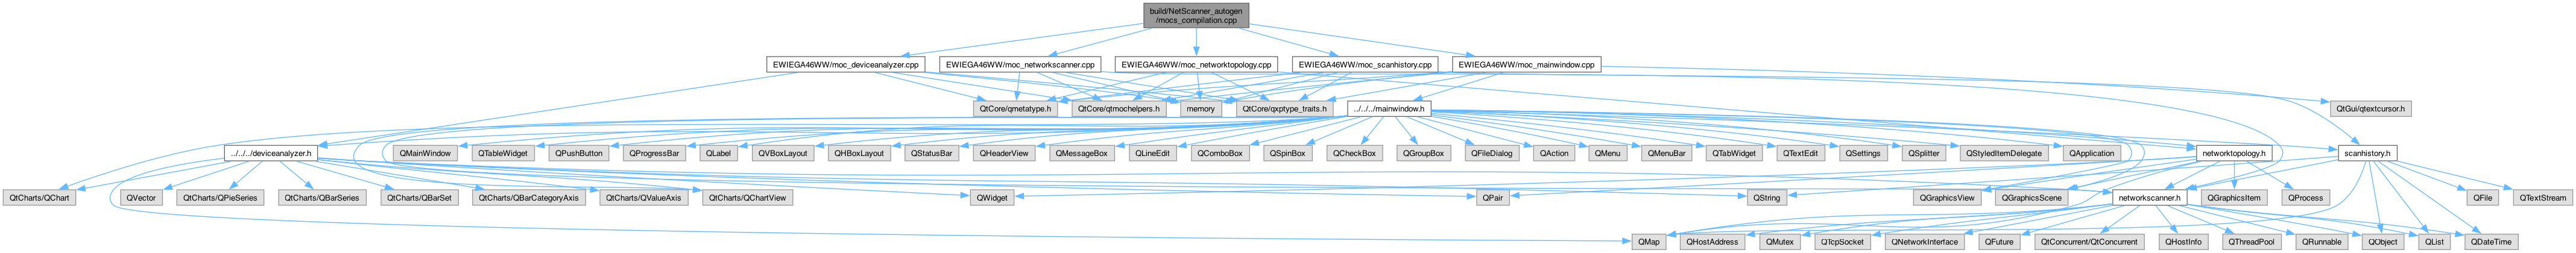 build/NetScanner_autogen
/mocs_compilation.cpp
EWIEGA46WW/moc_deviceanalyzer.cpp
EWIEGA46WW/moc_networkscanner.cpp
EWIEGA46WW/moc_networktopology.cpp
EWIEGA46WW/moc_scanhistory.cpp
EWIEGA46WW/moc_mainwindow.cpp
QtCore/qmetatype.h
QtCore/qtmochelpers.h
memory
QtCore/qxptype_traits.h
../../../mainwindow.h
QtGui/qtextcursor.h
../../../deviceanalyzer.h
QMainWindow
QTableWidget
QPushButton
QProgressBar
QLabel
QVBoxLayout
QHBoxLayout
QStatusBar
QHeaderView
QMessageBox
QLineEdit
QComboBox
QSpinBox
QCheckBox
QGroupBox
QFileDialog
QAction
QMenu
QMenuBar
QTabWidget
QTextEdit
QSettings
QSplitter
QStyledItemDelegate
QApplication
networktopology.h
scanhistory.h
QtCharts/QChart
QVector
QtCharts/QPieSeries
QtCharts/QBarSeries
QtCharts/QBarSet
QtCharts/QBarCategoryAxis
QtCharts/QValueAxis
QtCharts/QChartView
QWidget
QPair
QString
QGraphicsView
QGraphicsScene
networkscanner.h
QGraphicsItem
QProcess
QFile
QTextStream
QMap
QHostAddress
QMutex
QTcpSocket
QNetworkInterface
QFuture
QtConcurrent/QtConcurrent
QHostInfo
QThreadPool
QRunnable
QObject
QList
QDateTime